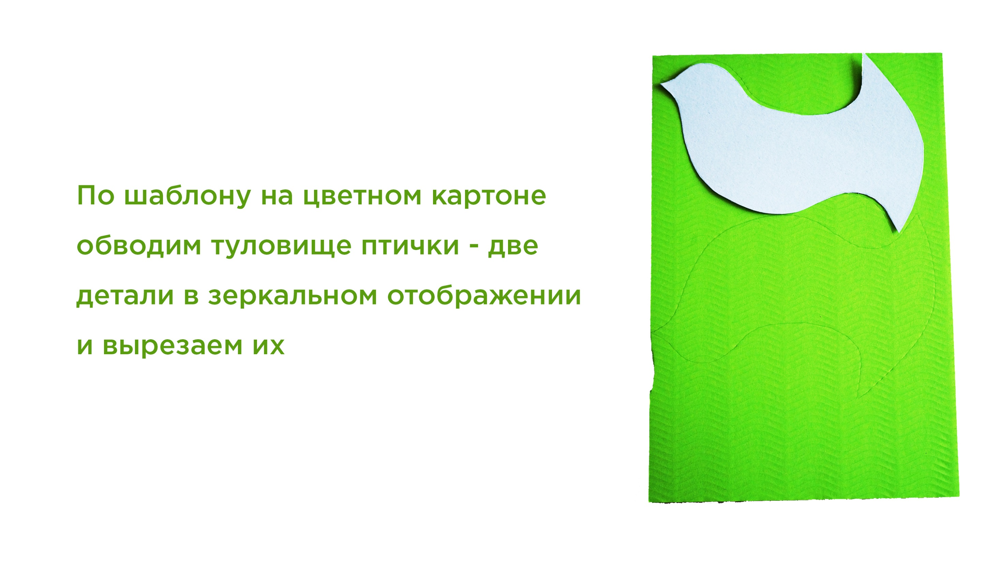 По шаблону на цветном картоне
обводим туловище птички - две
детали в зеркальном отображении
и вырезаем их